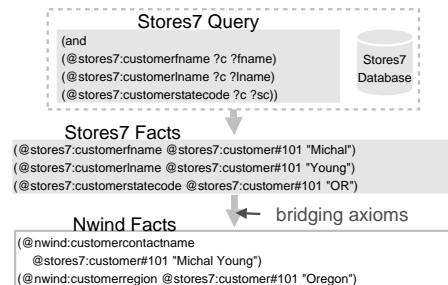 Stores7 Query
(and
(@stores7:customerfname ?c ?fname)
(@stores7:customerlname ?c ?lname)
(@stores7:customerstatecode ?c ?sc))
Stores7
Database
Stores7 Facts
(@stores7:customerfname @stores7:customer#101 "Michal")
(@stores7:customerlname @stores7:customer#101 "Young")
(@stores7:customerstatecode @stores7:customer#101 "OR")
bridging axioms
Nwind Facts
(@nwind:customercontactname
@stores7:customer#101 "Michal Young")
(@nwind:customerregion @stores7:customer#101 "Oregon")